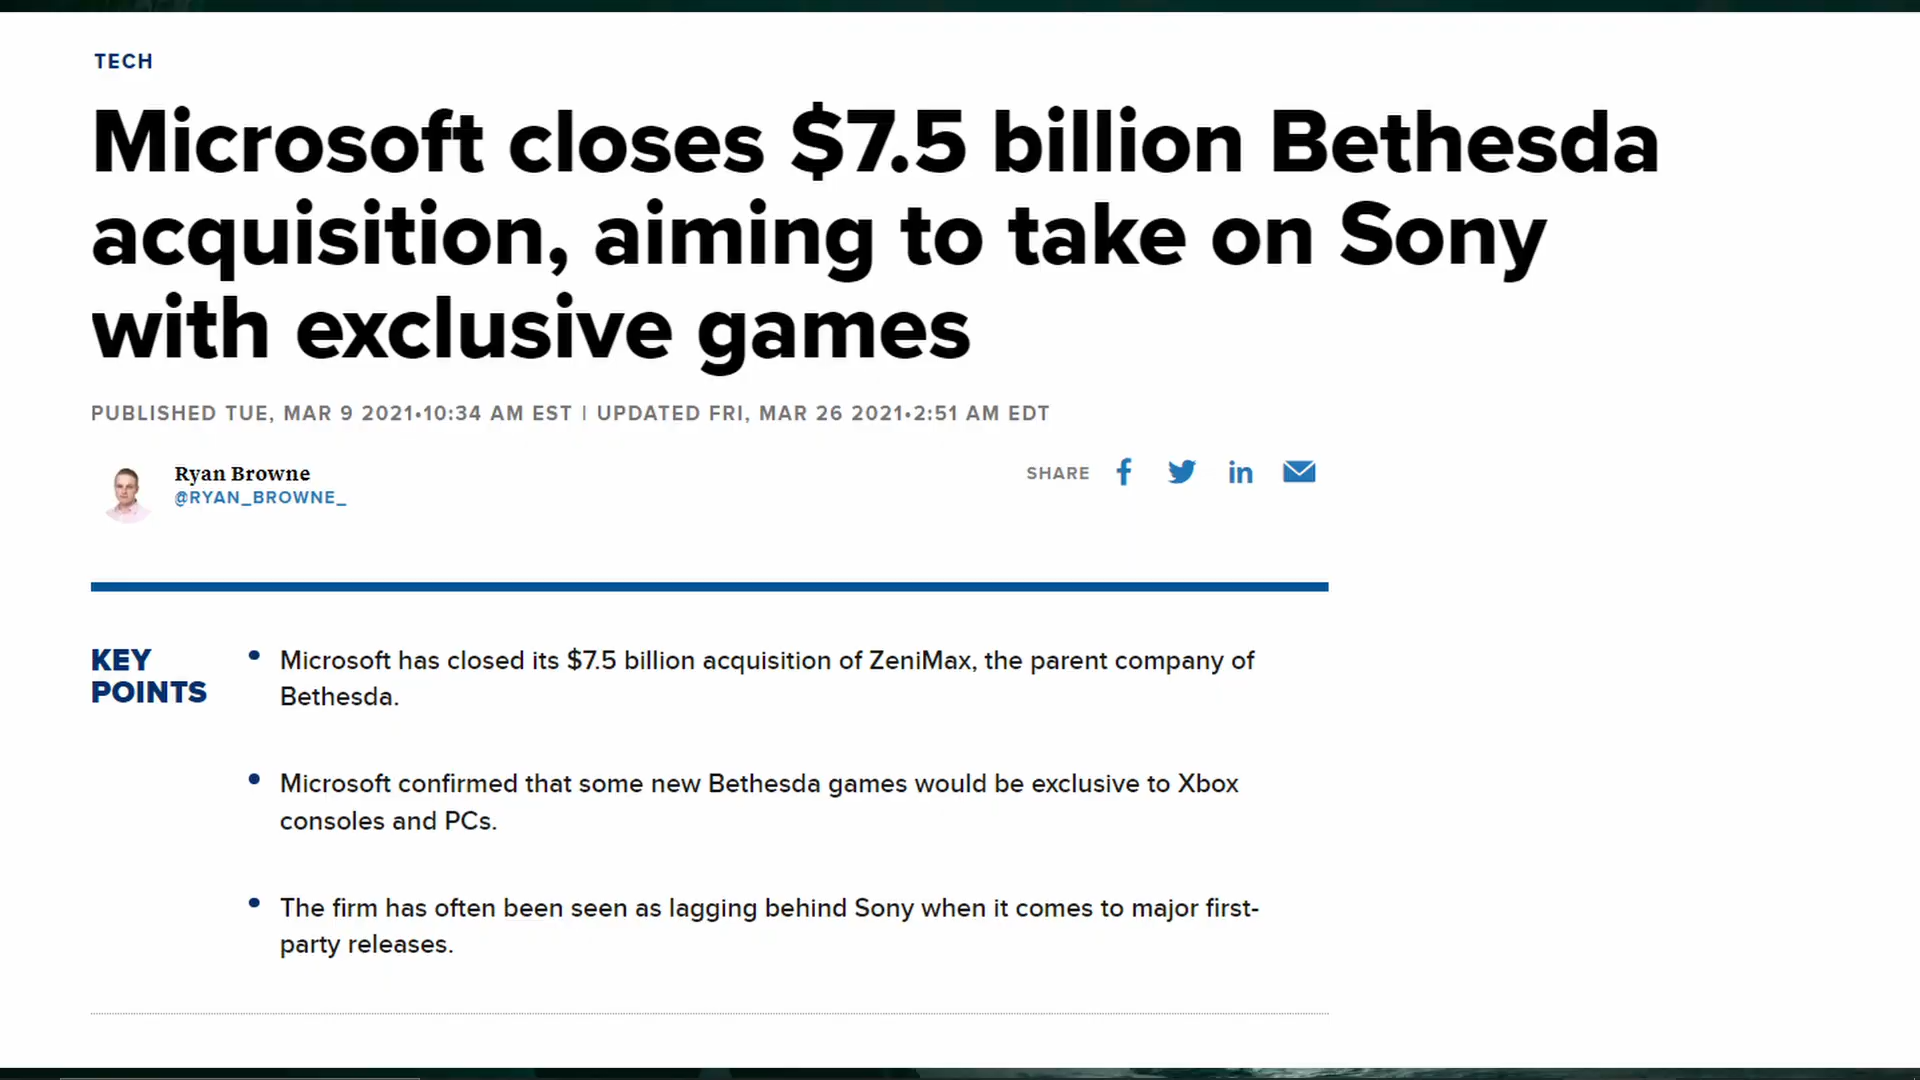 TECH
Microsoft closes $7.5 billion Bethesda
acquisition, aiming to take on Sony
with exclusive games
PUBLISHED TUE, MAR 9 2021•10:34 AM EST | UPDATED FRI, MAR 26 2021•2:51 AM EDT
Ryan Browne
@RYAN_BROWNE_
SHARE
KEY
POINTS
• Microsoft has closed its $7.5 billion acquisition of ZeniMax, the parent company of
Bethesda.
• Microsoft confirmed that some new Bethesda games would be exclusive to Xbox
consoles and PCs.
• The firm has often been seen as lagging behind Sony when it comes to major first-
party releases.